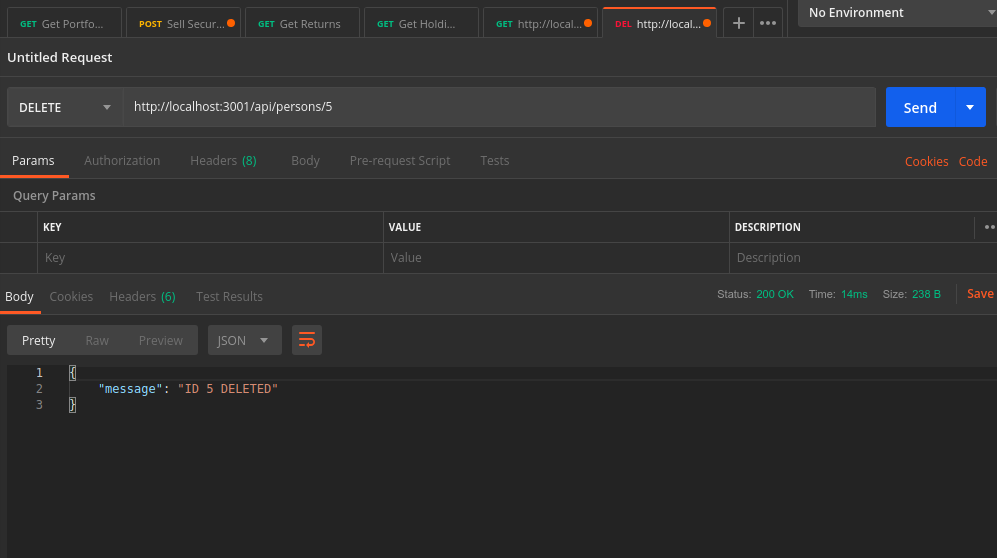 GET Get Portfo... POST Sell Secur... GET Get Returns GET Get Holdi... GET http://local... DEL http://local... + ••• No Environment
Untitled Request
DELETE http://localhost:3001/api/persons/5 Send
Params Authorization Headers (8) Body Pre-request Script Tests Cookies Code
Query Params
KEY VALUE DESCRIPTION
Key Value Description
Body Cookies Headers (6) Test Results Status: 200 OK Time: 14ms Size: 238 B Save
Pretty Raw Preview JSON
1 {
2 "message": "ID 5 DELETED"
3 }